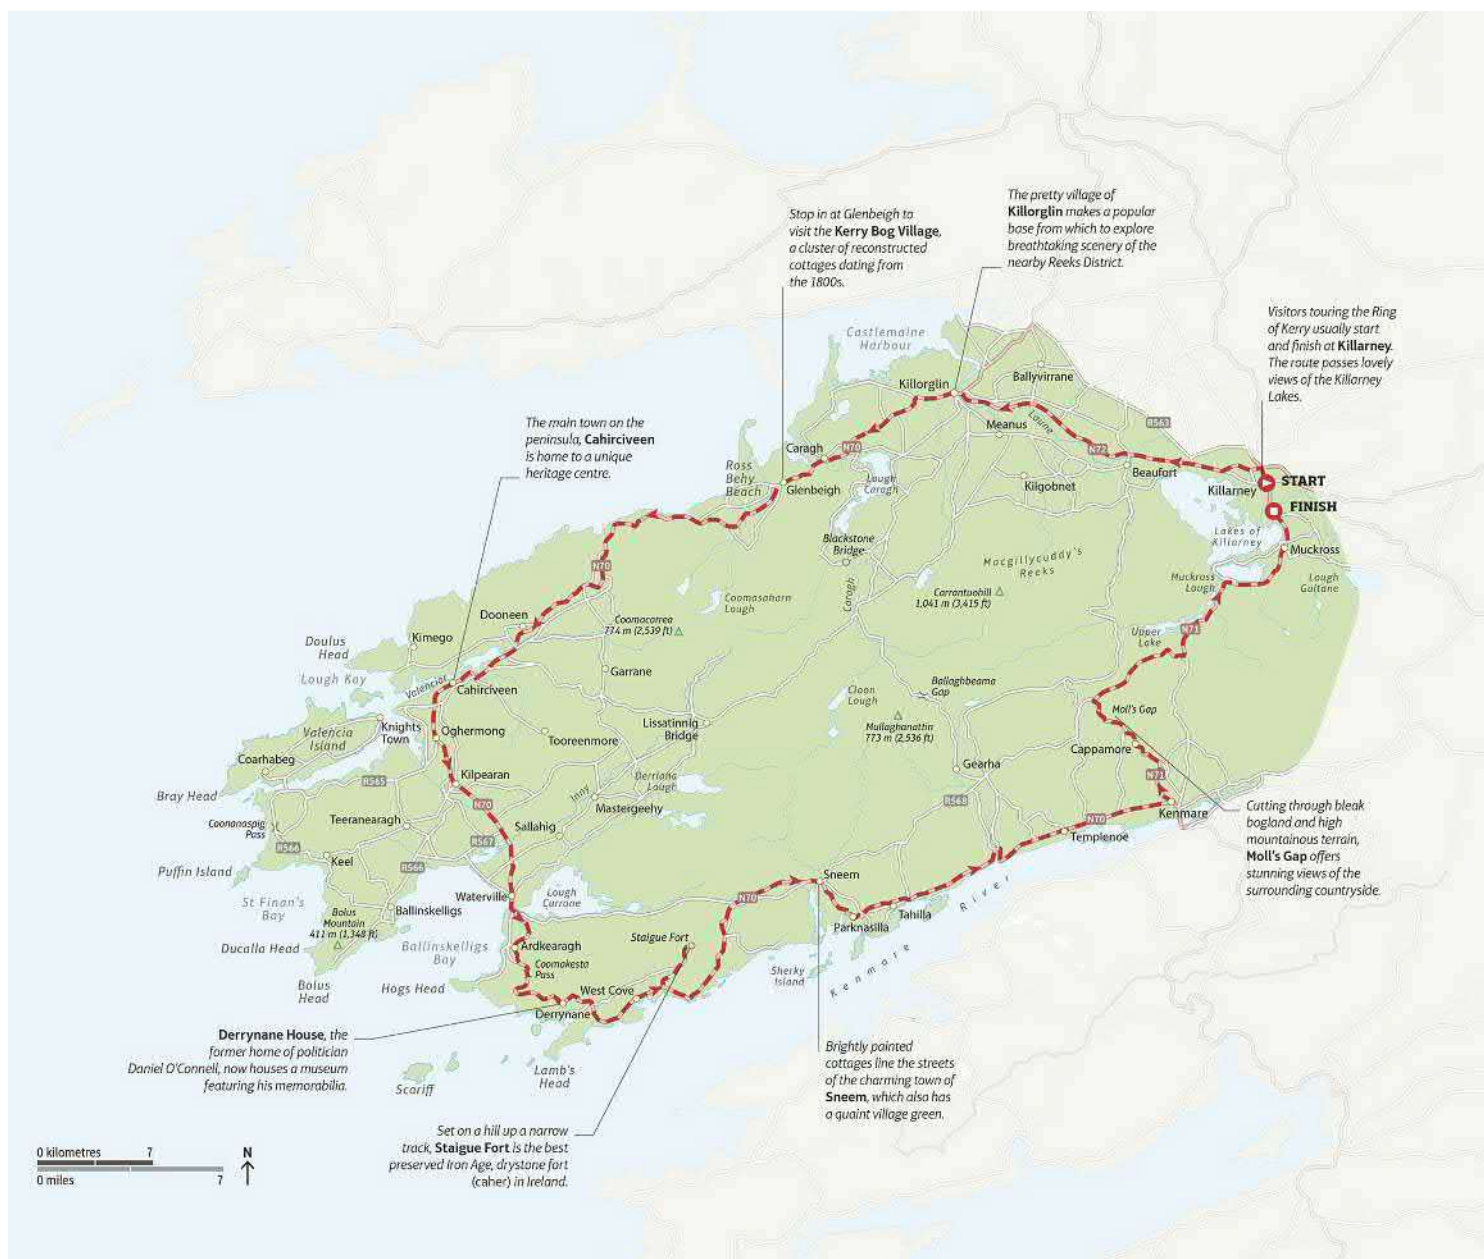 The pretty village of
Killorglin makes a popular
base from which to explore
breathtaking scenery of the
nearby Reeks District.
Stop in at Glenbeigh to
visit the Kerry Bog Village,
a cluster of reconstructed
cottages dating from
the 1800s.
Visitors touring the Ring
of Kerry usually start
and finish at Killarney.
The route passes lovely
views of the Killarney
Lakes.
The main town on the
peninsula, Cahirciveen
is home to a unique
heritage centre.
Castlemaine
Harbour
Killorglin
Ballyvirrane
Laune
Meanus
R563
N72
Caragh
N70
Ross
Behy
Beach
Glenbeigh
Lough
Caragh
Kilgobnet
Beaufort
Killarney
START
FINISH
Lakes of
Killarney
Muckross
Blackstone
Bridge
Macgillycuddy's
Reeks
Muckross
Lough
Lough
Guitane
N70
Caragh
Carrantuohill
1,041 m (3,415 ft)
Coomasaharn
Lough
Dooneen
Coomacarrea
774 m (2,539 ft)
Upper
Lake
N71
Kimego
Doulus
Head
Lough Kay
Garrane
Valencia
Cahirciveen
Ballaghbeama
Gap
Cloon
Lough
Moll's Gap
Knights
Town
Valencia
Island
Oghermong
Tooreenmore
Lissatinnig
Bridge
Mullaghanattin
773 m (2,536 ft)
Cappamore
Coarhabeg
Gearha
Bray Head
R565
Kilpearan
N70
Inny
Derriana
Lough
Mastergeehy
N71
R568
Kenmare
Coonanaspig
Pass
Teeranearagh
Sallahig
N70
Templenoe
R566
R567
Keel
R566
Puffin Island
Sneem
Waterville
Lough
Currane
N70
St Finan's
Bay
Ballinskelligs
Bolus
Mountain
411 m (1,348 ft)
Tahilla
Parknasilla
Kenmare River
Ducalla Head
Ballinskelligs
Bay
Ardkearagh
Staigue Fort
Coomakesta
Pass
Sherky
Island
Bolus
Head
Hogs Head
West Cove
Derrynane
Lamb's
Head
Scariff
Cutting through bleak
bogland and high
mountainous terrain,
Moll's Gap offers
stunning views of the
surrounding countryside.
Derrynane House, the
former home of politician
Daniel O'Connell, now houses a museum
featuring his memorabilia.
Brightly painted
cottages line the streets
of the charming town of
Sneem, which also has
a quaint village green.
Set on a hill up a narrow
track, Staigue Fort is the best
preserved Iron Age, drystone fort
(caher) in Ireland.
0 kilometres 7
0 miles 7
N